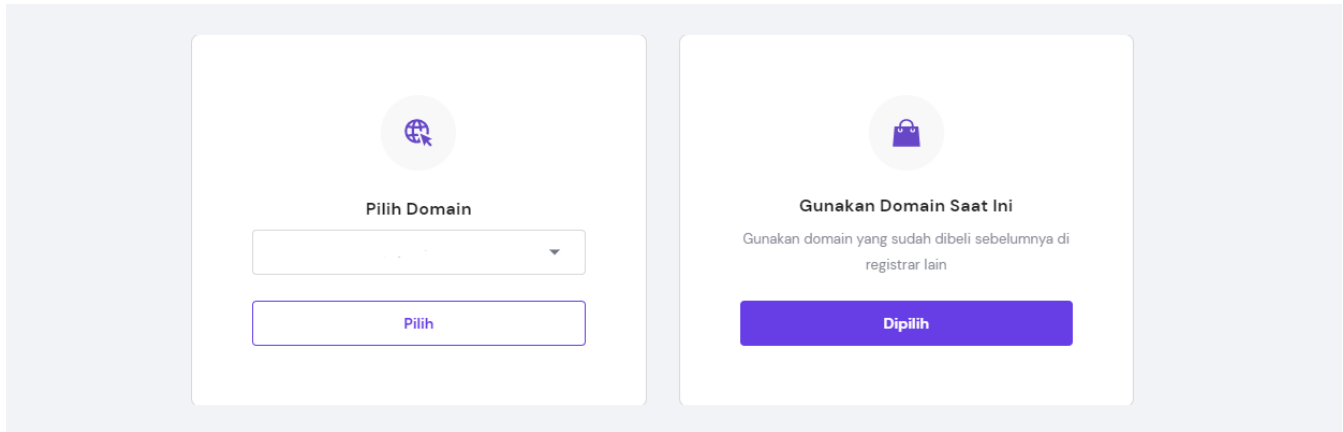 Pilih Domain
Pilih
Gunakan Domain Saat Ini
Gunakan domain yang sudah dibeli sebelumnya di
registrar lain
Dipilih